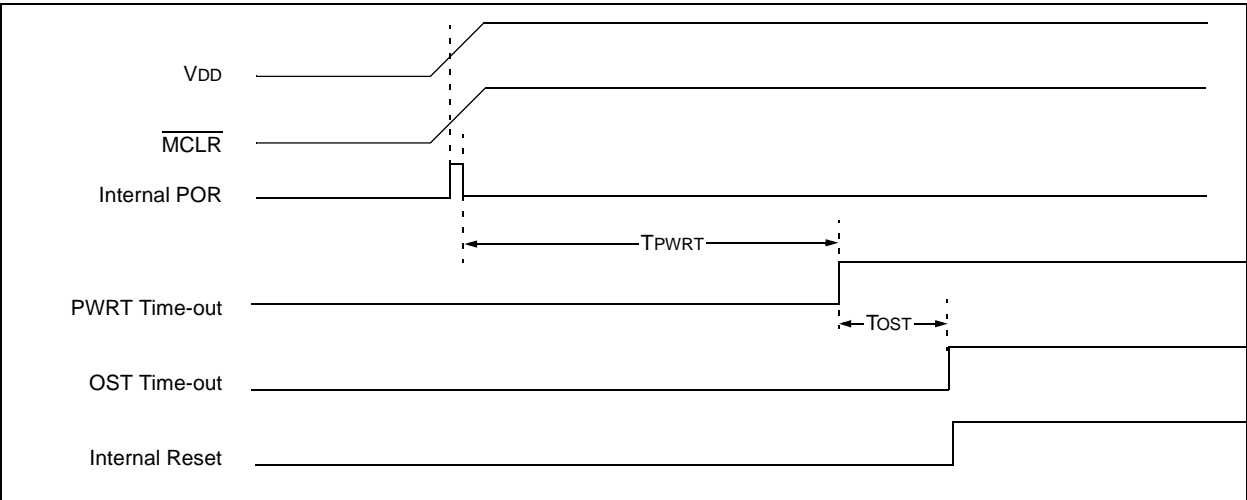 VDD
MCLR
Internal POR
TPWRT
PWRT Time-out
TOST
OST Time-out
Internal Reset